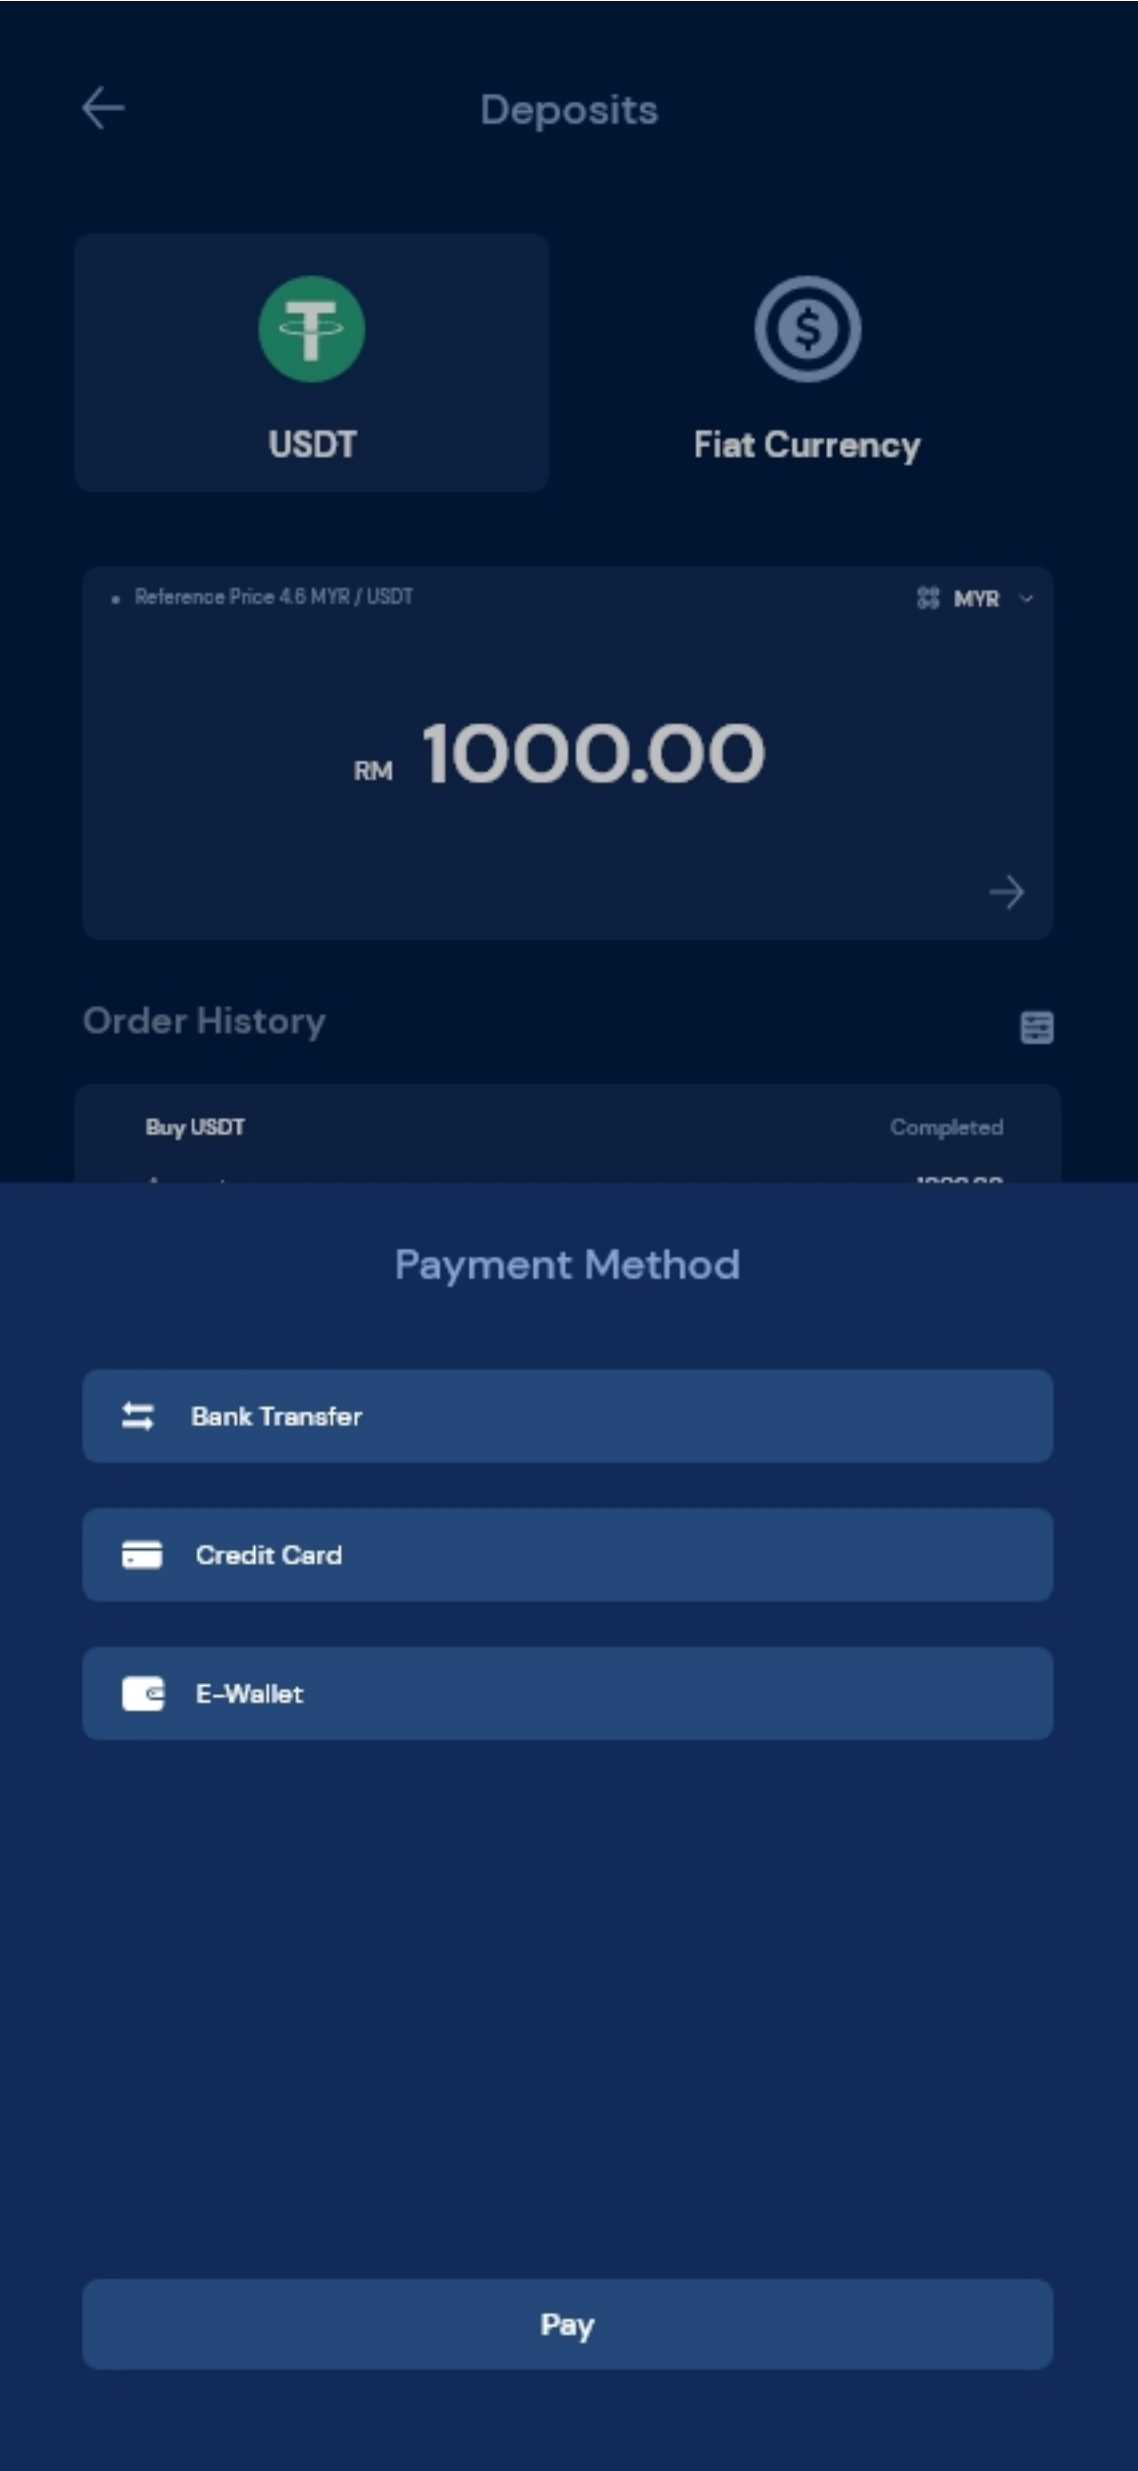 Deposits
USDT
Fiat Currency
Reference Price 4.6 MYR / USDT
MYR
RM 1000.00
Order History
Buy USDT
Completed
Payment Method
Bank Transfer
Credit Card
E-Wallet
Pay